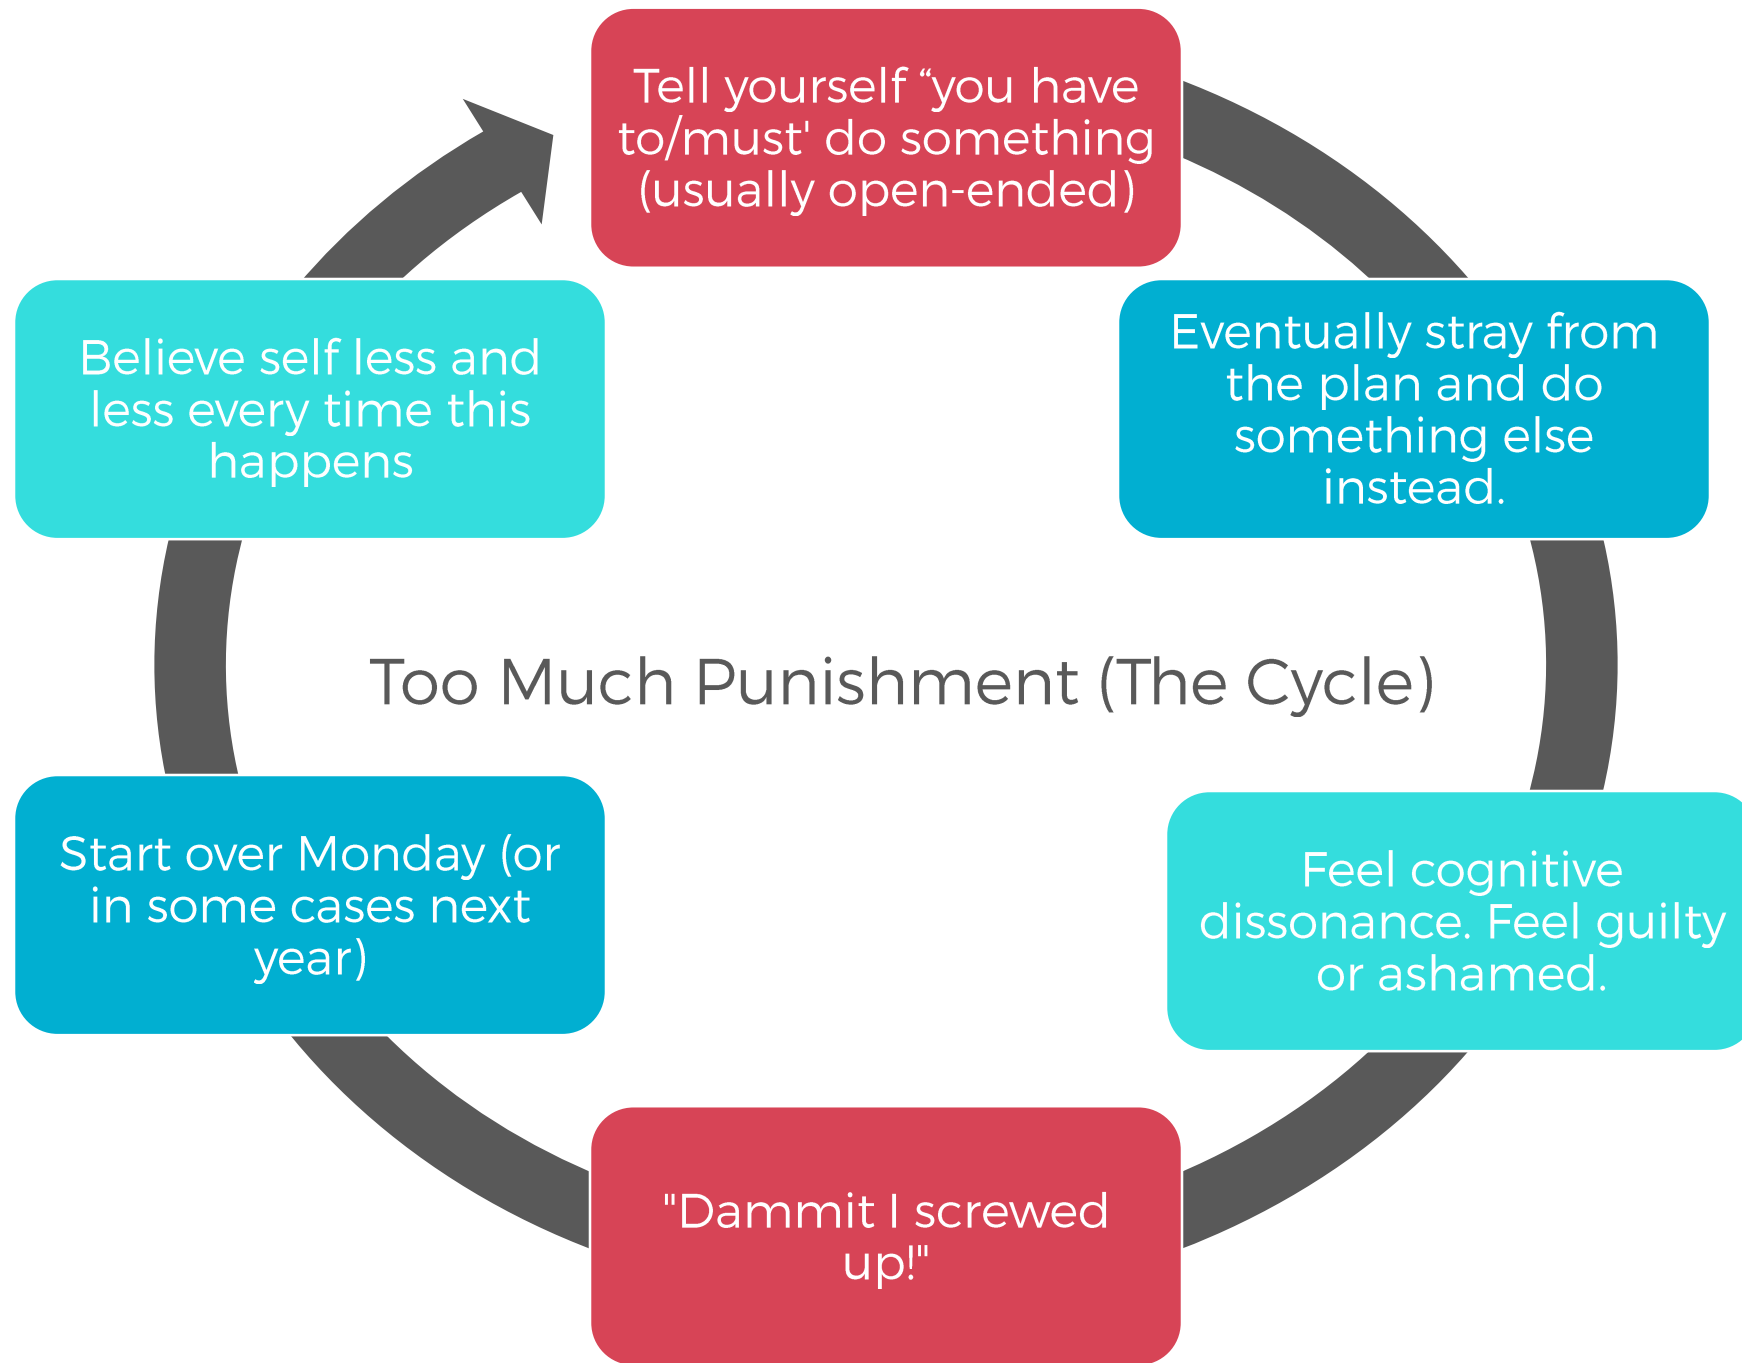 Tell yourself “you have
to/must' do something
(usually open-ended)
Eventually stray from
the plan and do
something else
instead.
Feel cognitive
dissonance. Feel guilty
or ashamed.
"Dammit I screwed
up!"
Start over Monday (or
in some cases next
year)
Believe self less and
less every time this
happens
Too Much Punishment (The Cycle)